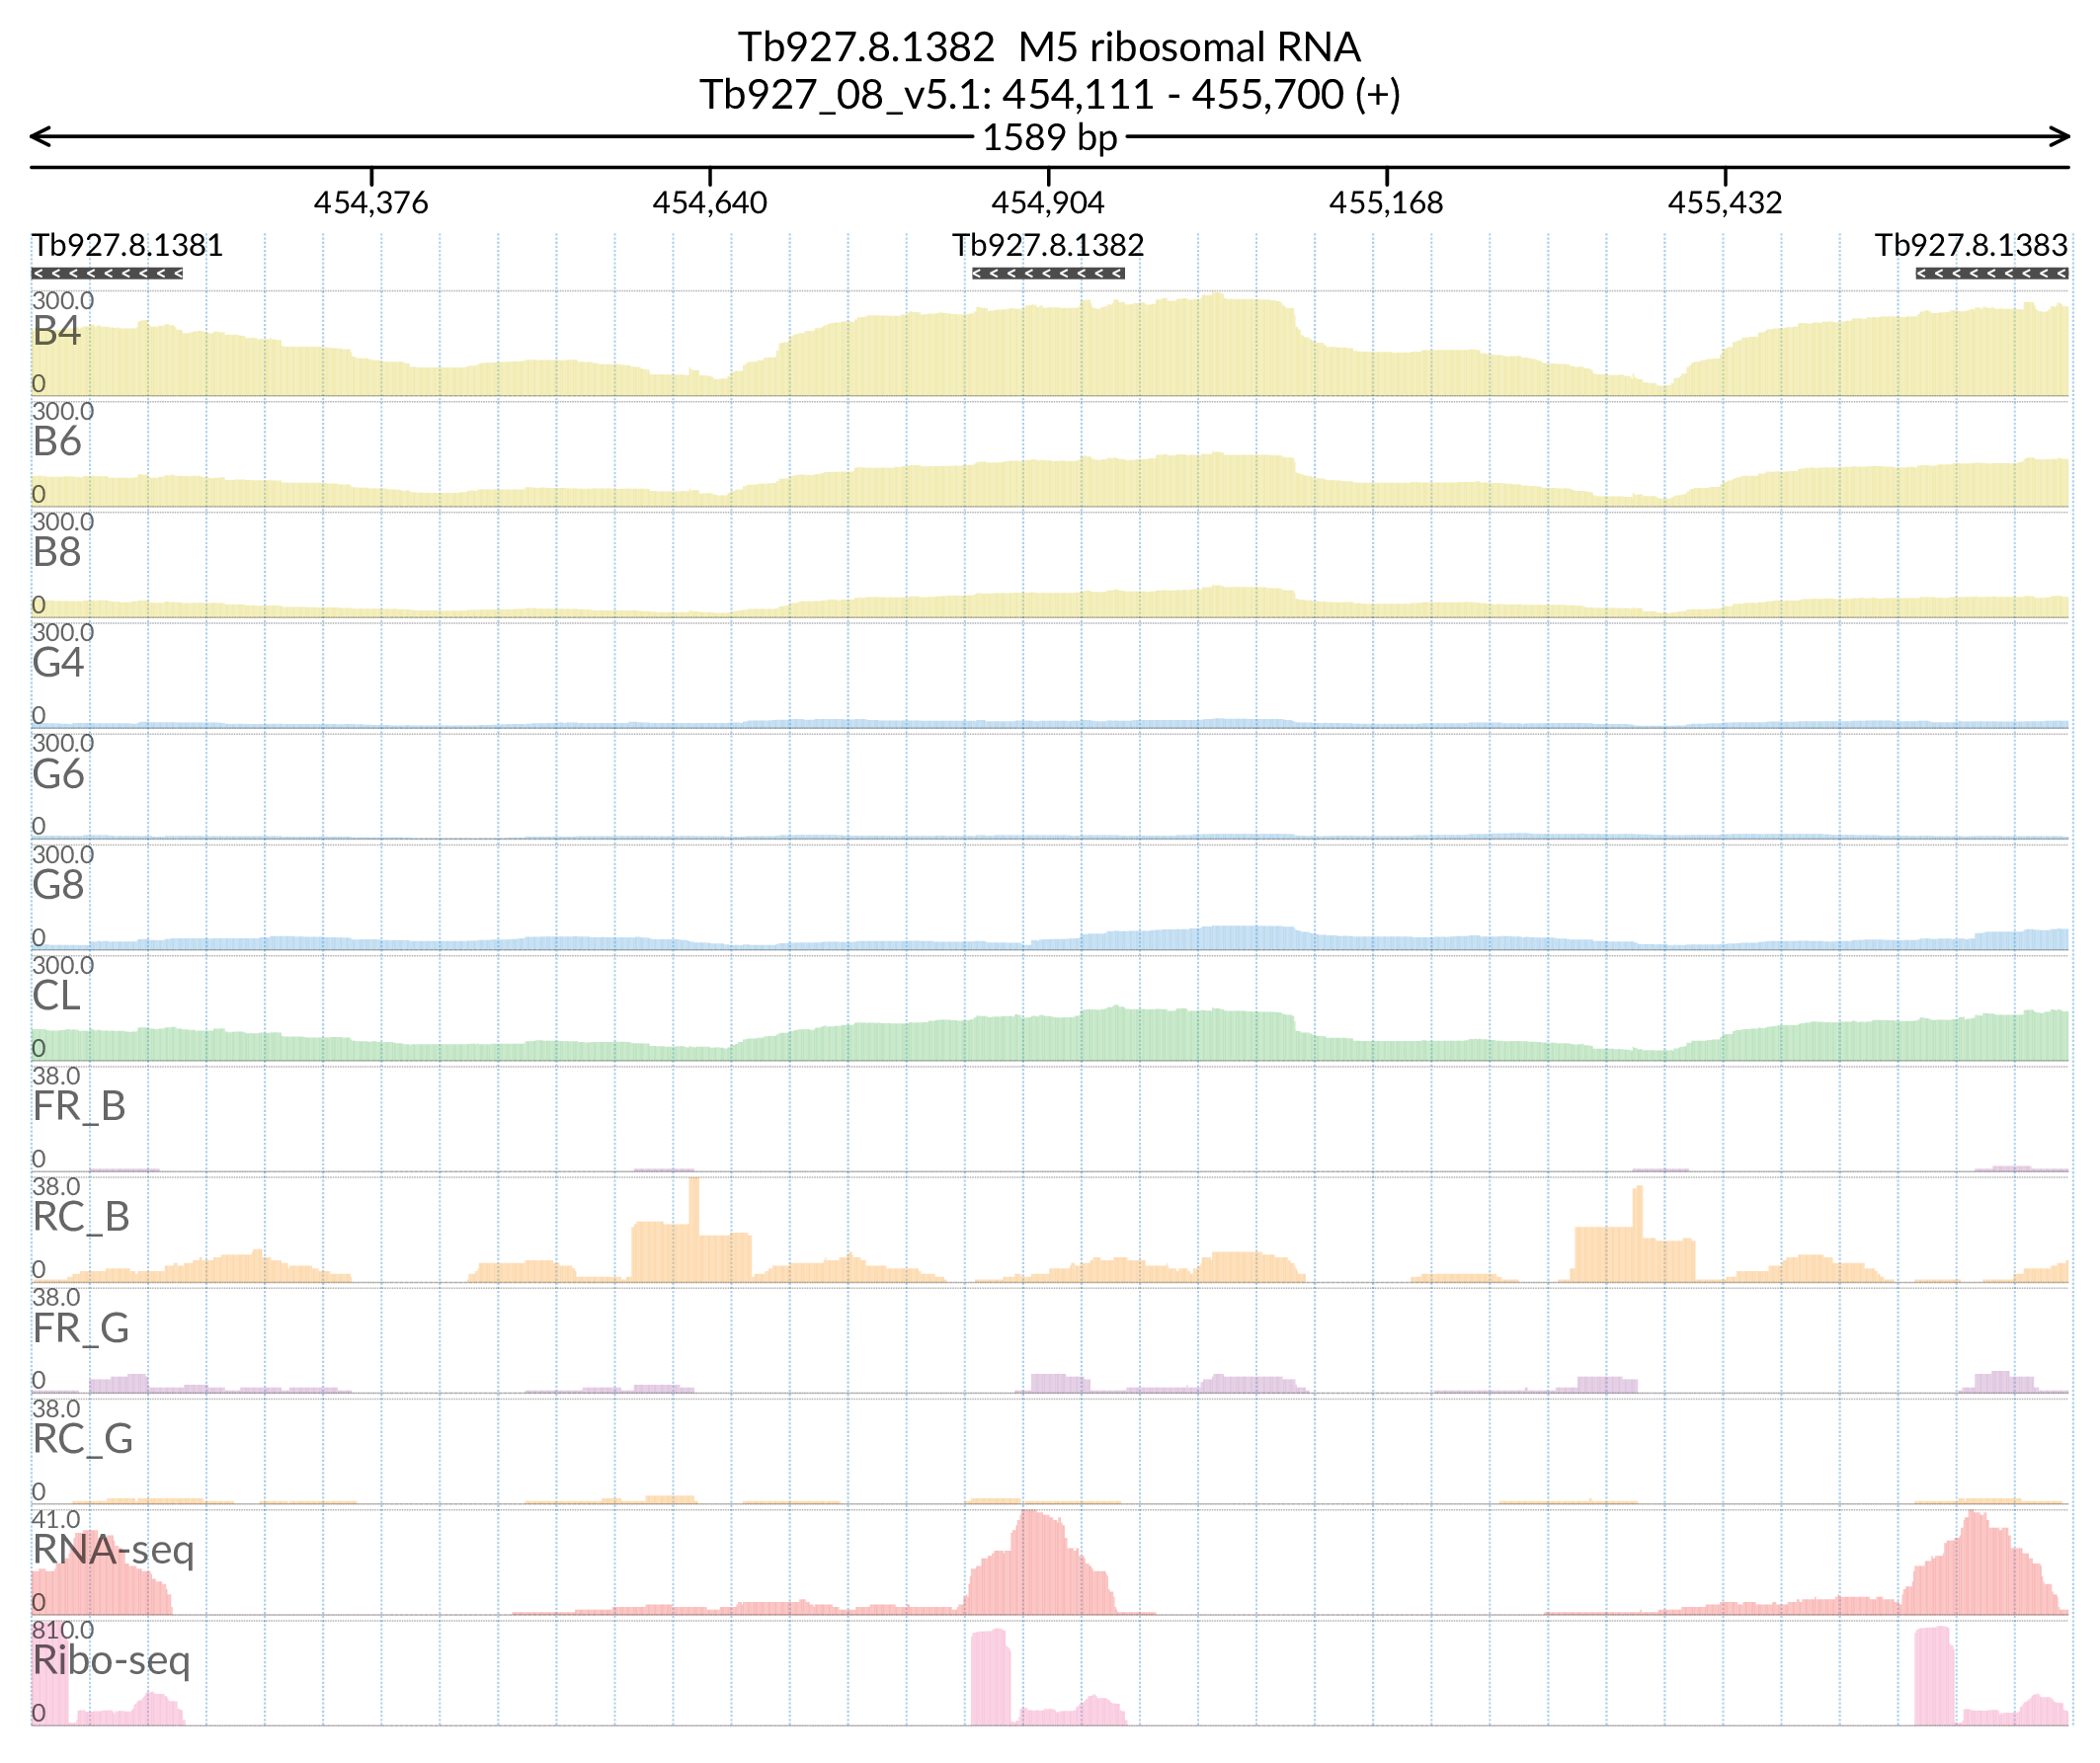 Tb927.8.1382  M5 ribosomal RNA
Tb927_08_v5.1: 454,111 - 455,700 (+)
1589 bp
454,376 454,640 454,904 455,168 455,432
Tb927.8.1381 Tb927.8.1382 Tb927.8.1383
300.0
B4
0
300.0
B6
0
300.0
B8
0
300.0
G4
0
300.0
G6
0
300.0
G8
0
300.0
CL
0
38.0
FR_B
0
38.0
RC_B
0
38.0
FR_G
0
38.0
RC_G
0
41.0
RNA-seq
0
810.0
Ribo-seq
0